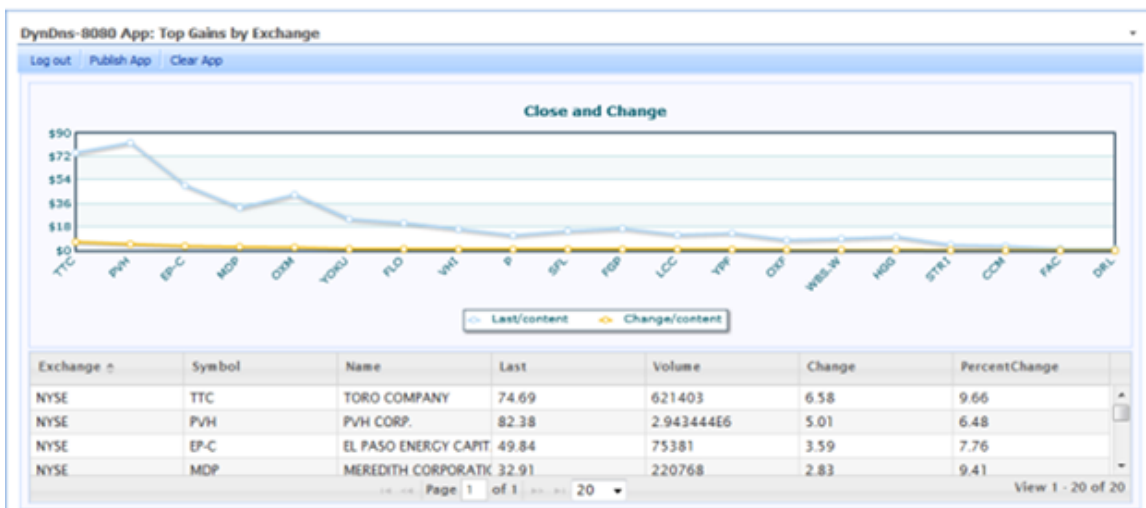 DynDns-8080 App: Top Gains by Exchange
Log out Publish App Clear App
Close and Change
$90
$72
$54
$36
$18
$0
TTC PVH EP-C MDP OXM YOKU FLO VHI P SFL FGP LCC YPF OXF WBS.W HGG STRI CCM FAC DRL
Last/content Change/content
Exchange Symbol Name Last Volume Change PercentChange
NYSE TTC TORO COMPANY 74.69 621403 6.58 9.66
NYSE PVH PVH CORP. 82.38 2.943444E6 5.01 6.48
NYSE EP-C EL PASO ENERGY CAPIT 49.84 75381 3.59 7.76
NYSE MDP MEREDITH CORPORATIC 32.91 220768 2.83 9.41
Page 1 of 1 20 View 1 - 20 of 20